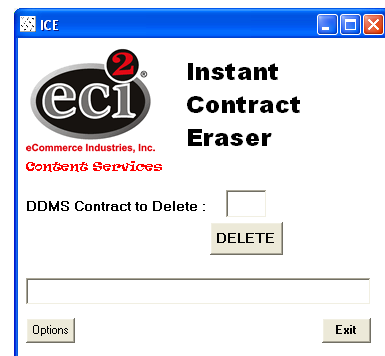 ICE
eci2®
eCommerce Industries, Inc.
Content Services
Instant
Contract
Eraser
DDMS Contract to Delete :
DELETE
Options
Exit